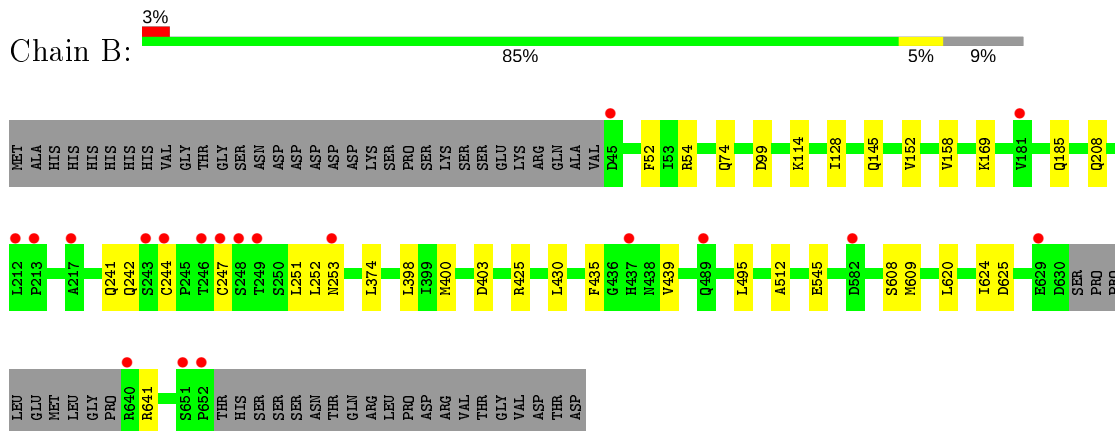 3%
Chain B:
85% 5% 9%
MET ALA HIS HIS HIS HIS HIS HIS VAL GLY THR GLY SER ASN ASP ASP ASP ASP ASP LYS SER PRO SER LYS SER SER GLU LYS ARG GLN ALA VAL D45 F52 I53 R54 Q74 D99 K114 I128 Q145 V152 V158 K169 V181 Q185 Q208
L212 P213 A217 Q241 Q242 S243 C244 P245 T246 C247 S248 T249 S250 L251 L252 N253 L374 L398 I399 M400 D403 R425 L430 F435 G436 H437 N438 V439 Q489 L495 A512 E545 D582 S608 M609 L620 I624 D625 E629 D630 SER PRO PRO
LEU GLU MET LEU GLY PRO R640 R641 S651 P652 THR HIS SER SER SER ASN THR GLN ARG LEU PRO ASP ARG VAL THR GLY VAL ASP THR ASP